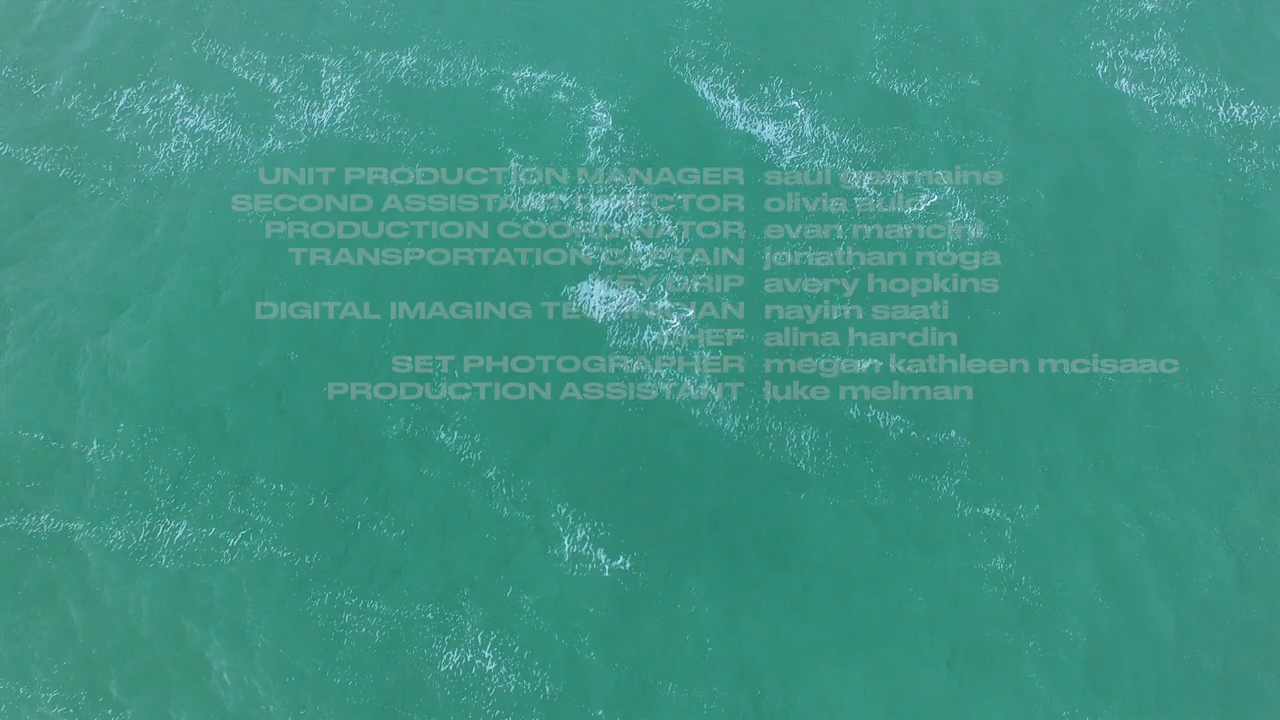 UNIT PRODUCTION MANAGER saul germaine
SECOND ASSISTANT DIRECTOR olivia
PRODUCTION COORDINATOR evan mancini
TRANSPORTATION CAPTAIN jonathan noga
KEY GRIP avery hopkins
DIGITAL IMAGING TECHNICIAN nayim saati
CHEF alina hardin
SET PHOTOGRAPHER megan kathleen mcisaac
PRODUCTION ASSISTANT luke melman